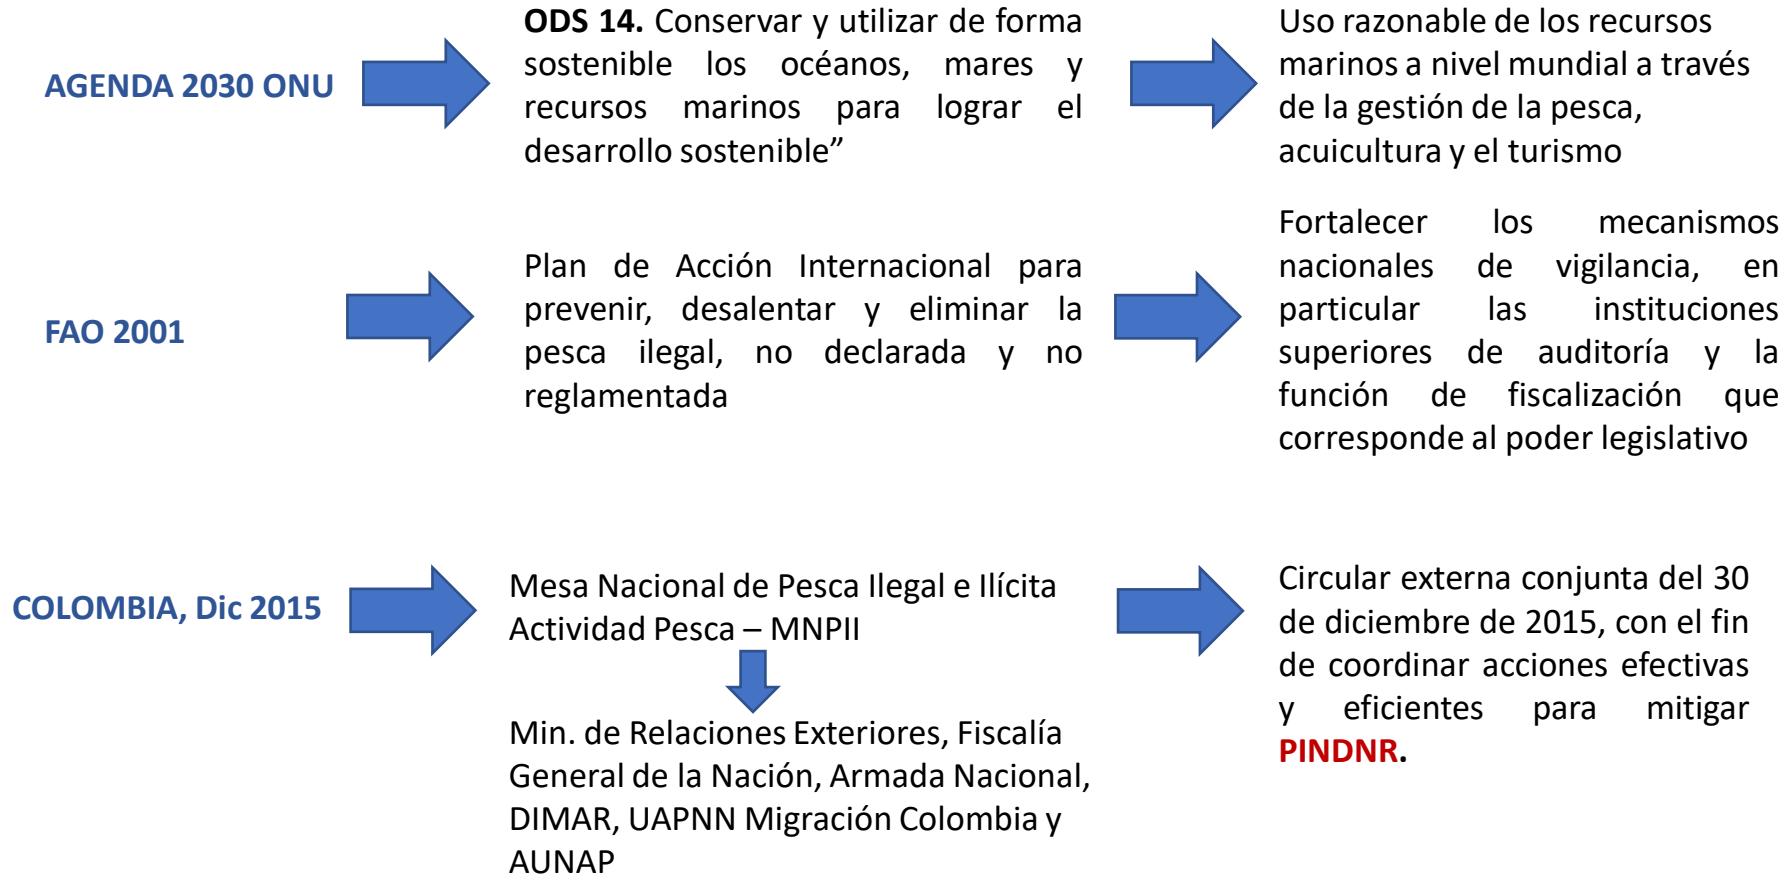 AGENDA 2030 ONU
ODS 14. Conservar y utilizar de forma
sostenible los océanos, mares y
recursos marinos para lograr el
desarrollo sostenible”
Uso razonable de los recursos
marinos a nivel mundial a través
de la gestión de la pesca,
acuicultura y el turismo
FAO 2001
Plan de Acción Internacional para
prevenir, desalentar y eliminar la
pesca ilegal, no declarada y no
reglamentada
Fortalecer los mecanismos
nacionales de vigilancia, en
particular las instituciones
superiores de auditoría y la
función de fiscalización que
corresponde al poder legislativo
COLOMBIA, Dic 2015
Mesa Nacional de Pesca Ilegal e Ilícita
Actividad Pesca – MNPII
Min. de Relaciones Exteriores, Fiscalía
General de la Nación, Armada Nacional,
DIMAR, UAPNN Migración Colombia y
AUNAP
Circular externa conjunta del 30
de diciembre de 2015, con el fin
de coordinar acciones efectivas
y eficientes para mitigar
PINDNR.